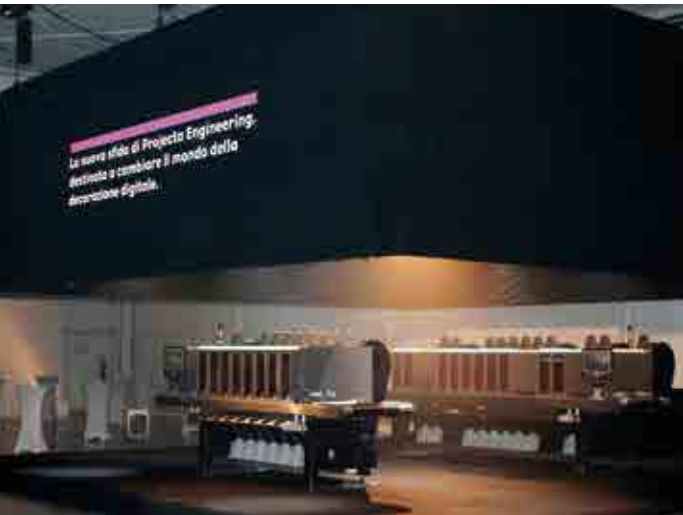 La nuova sfida di Projecta Engineering,
destinata a cambiare il mondo della
decorazione digitale.